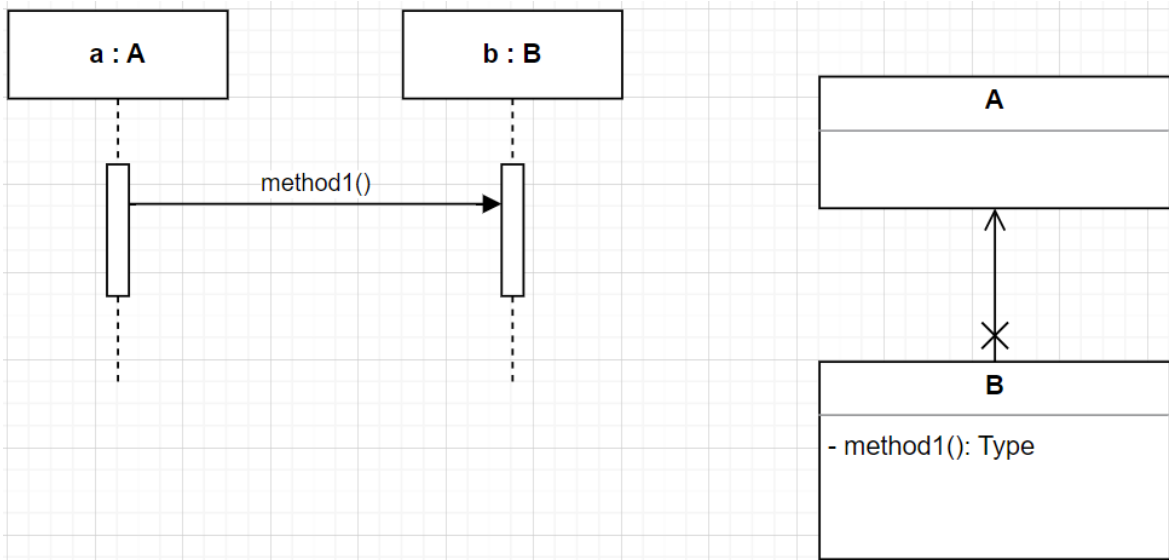 a : A
b : B
method1()
A
B
- method1(): Type